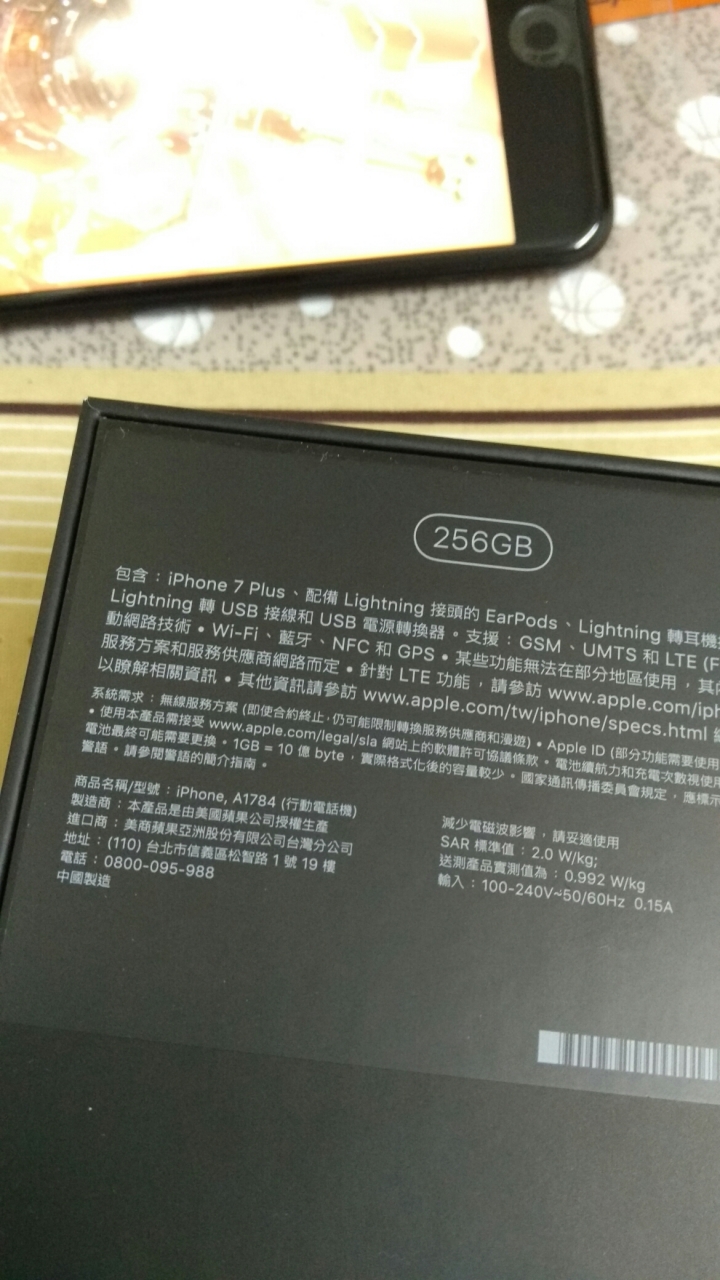 256GB
包含：iPhone 7 Plus、配備 Lightning 接頭的 EarPods、Lightning 轉耳機
Lightning 轉 USB 接線和 USB 電源轉換器。支援：GSM、UMTS 和 LTE (F
動網路技術 • Wi-Fi、藍牙、NFC 和 GPS • 某些功能無法在部分地區使用，其
服務方案和服務供應商網路而定 • 針對 LTE 功能，請參訪 www.apple.com/iph
以瞭解相關資訊 • 其他資訊請參訪 www.apple.com/tw/iphone/specs.html
系統需求：無線服務方案 (即使合約終止，仍可能限制轉換服務供應商和漫遊) • Apple ID (部分功能需要使用
• 使用本產品需接受 www.apple.com/legal/sla 網站上的軟體許可協議條款。電池續航力和充電次數視使用
電池最終可能需要更換。1GB = 10 億 byte，實際格式化後的容量較少。國家通訊傳播委員會規定，應標示
警語。請參閱警語的簡介指南。
商品名稱/型號：iPhone, A1784 (行動電話機)
製造商：本產品是由美國蘋果公司授權生產
進口商：美商蘋果亞洲股份有限公司台灣分公司
地址：(110) 台北市信義區松智路 1 號 19 樓
電話：0800-095-988
中國製造
減少電磁波影響，請妥適使用
SAR 標準值：2.0 W/kg;
送測產品實測值為：0.992 W/kg
輸入：100-240V~50/60Hz 0.15A